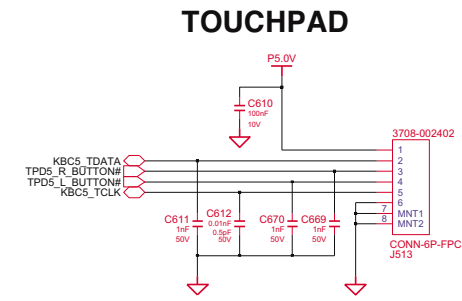 TOUCHPAD
P5.0V
C610
100nF
10V
3708-002402
1
KBC5_TDATA 2
TPD5_R_BUTTON# 3
TPD5_L_BUTTON# 4
KBC5_TCLK 5
6
7 MNT1
8 MNT2
C611 C612 C670 C669
1nF 0.01nF 1nF 1nF
50V 0.5pF 50V 50V
50V
CONN-6P-FPC
J513